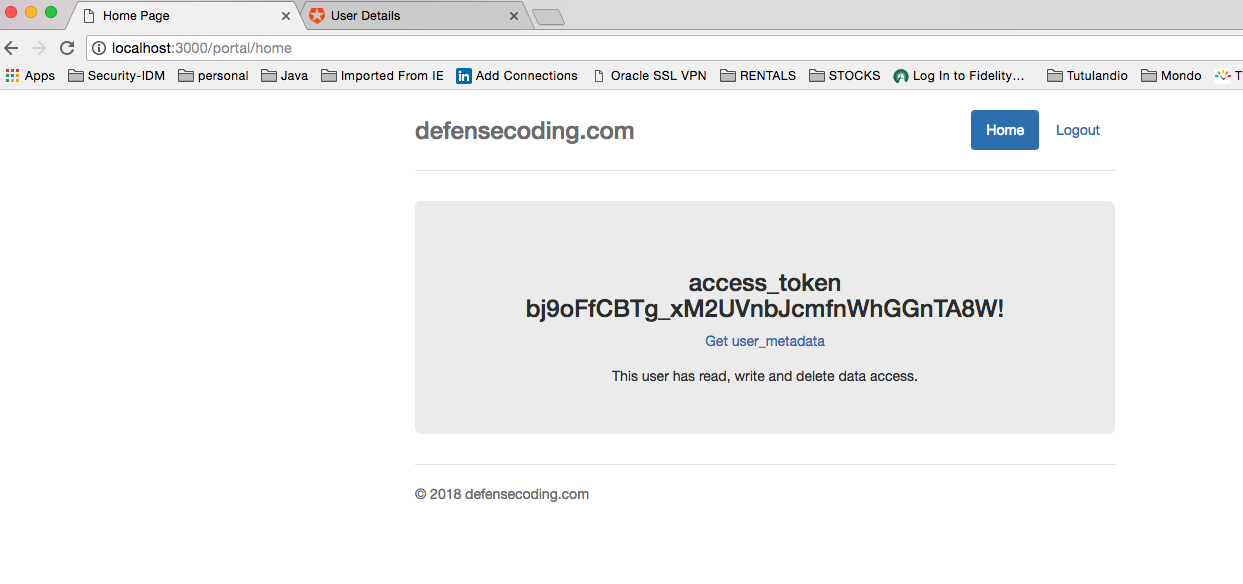 Home Page User Details
localhost:3000/portal/home
Apps Security-IDM personal Java Imported From IE Add Connections Oracle SSL VPN RENTALS STOCKS Log In to Fidelity… Tutulandio Mondo T
defensecoding.com Home Logout
access_token
bj9oFfCBTg_xM2UVnbJcmfnWhGGnTA8W!
Get user_metadata
This user has read, write and delete data access.
© 2018 defensecoding.com